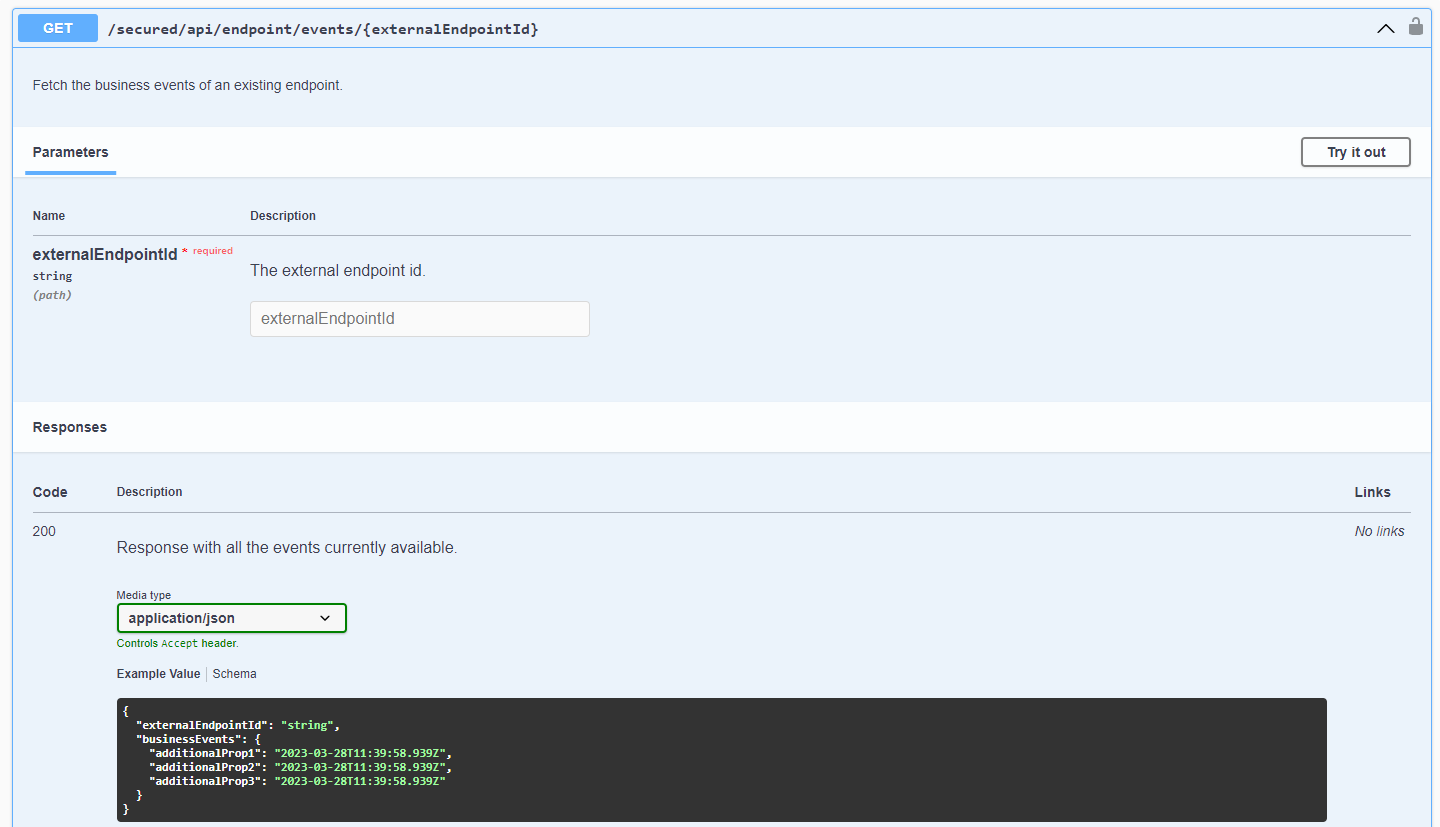 GET /secured/api/endpoint/events/{externalEndpointId}
Fetch the business events of an existing endpoint.
Parameters
Try it out
Name Description
externalEndpointId * required
string
(path)
The external endpoint id.
externalEndpointId
Responses
Code Description Links
200
Response with all the events currently available.
No links
Media type
application/json
Controls Accept header.
Example Value Schema
{
  "externalEndpointId": "string",
  "businessEvents": {
    "additionalProp1": "2023-03-28T11:39:58.939Z",
    "additionalProp2": "2023-03-28T11:39:58.939Z",
    "additionalProp3": "2023-03-28T11:39:58.939Z"
  }
}